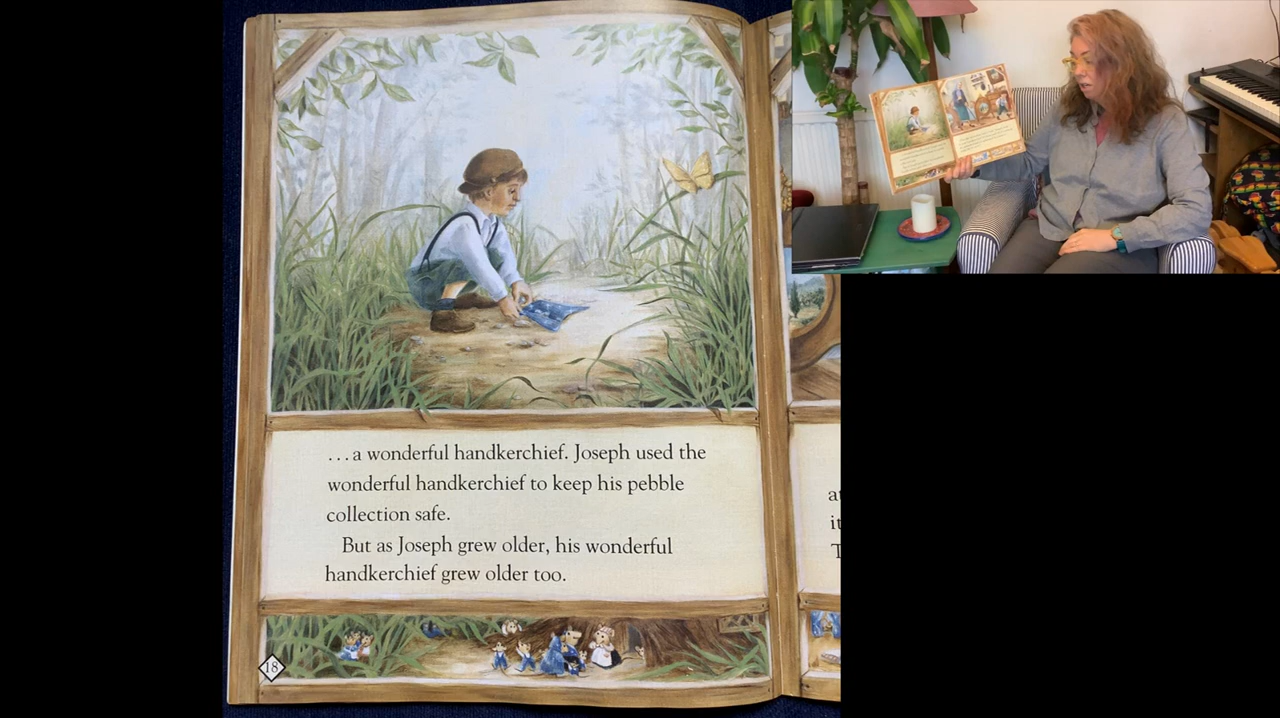 ...a wonderful handkerchief. Joseph used the
wonderful handkerchief to keep his pebble
collection safe.
But as Joseph grew older, his wonderful
handkerchief grew older too.
18